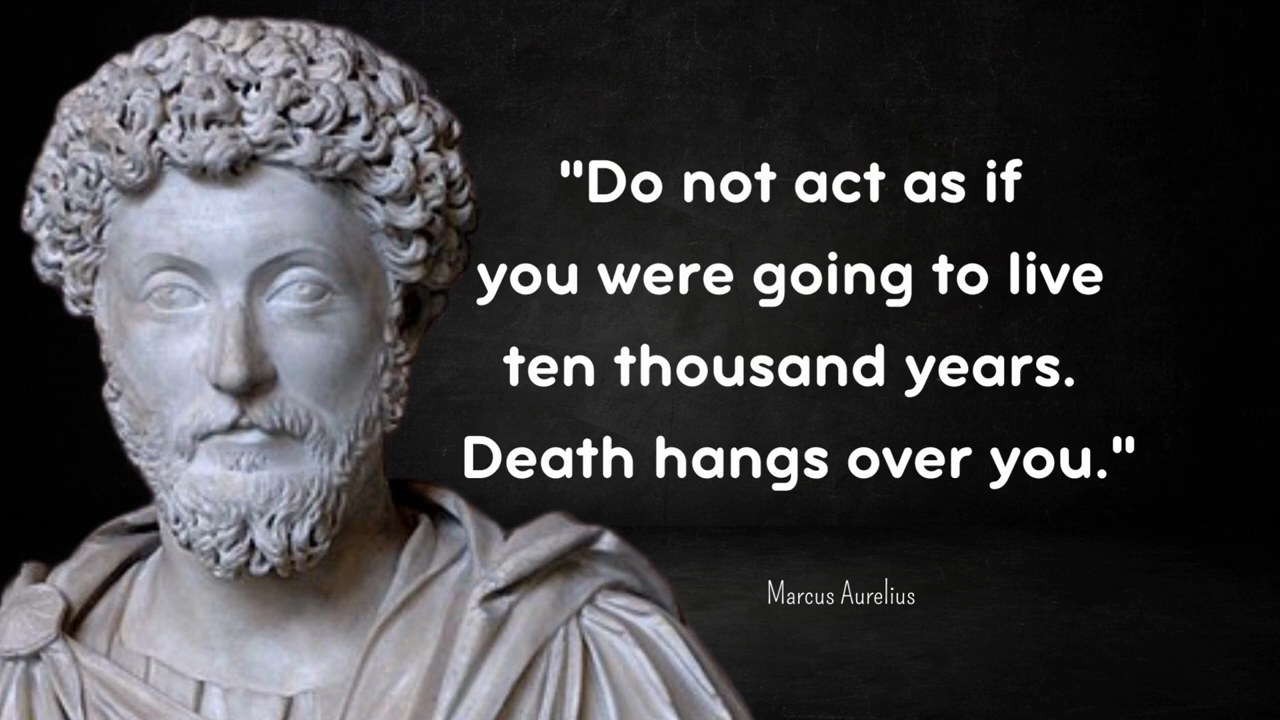 "Do not act as if
you were going to live
ten thousand years.
Death hangs over you."
Marcus Aurelius